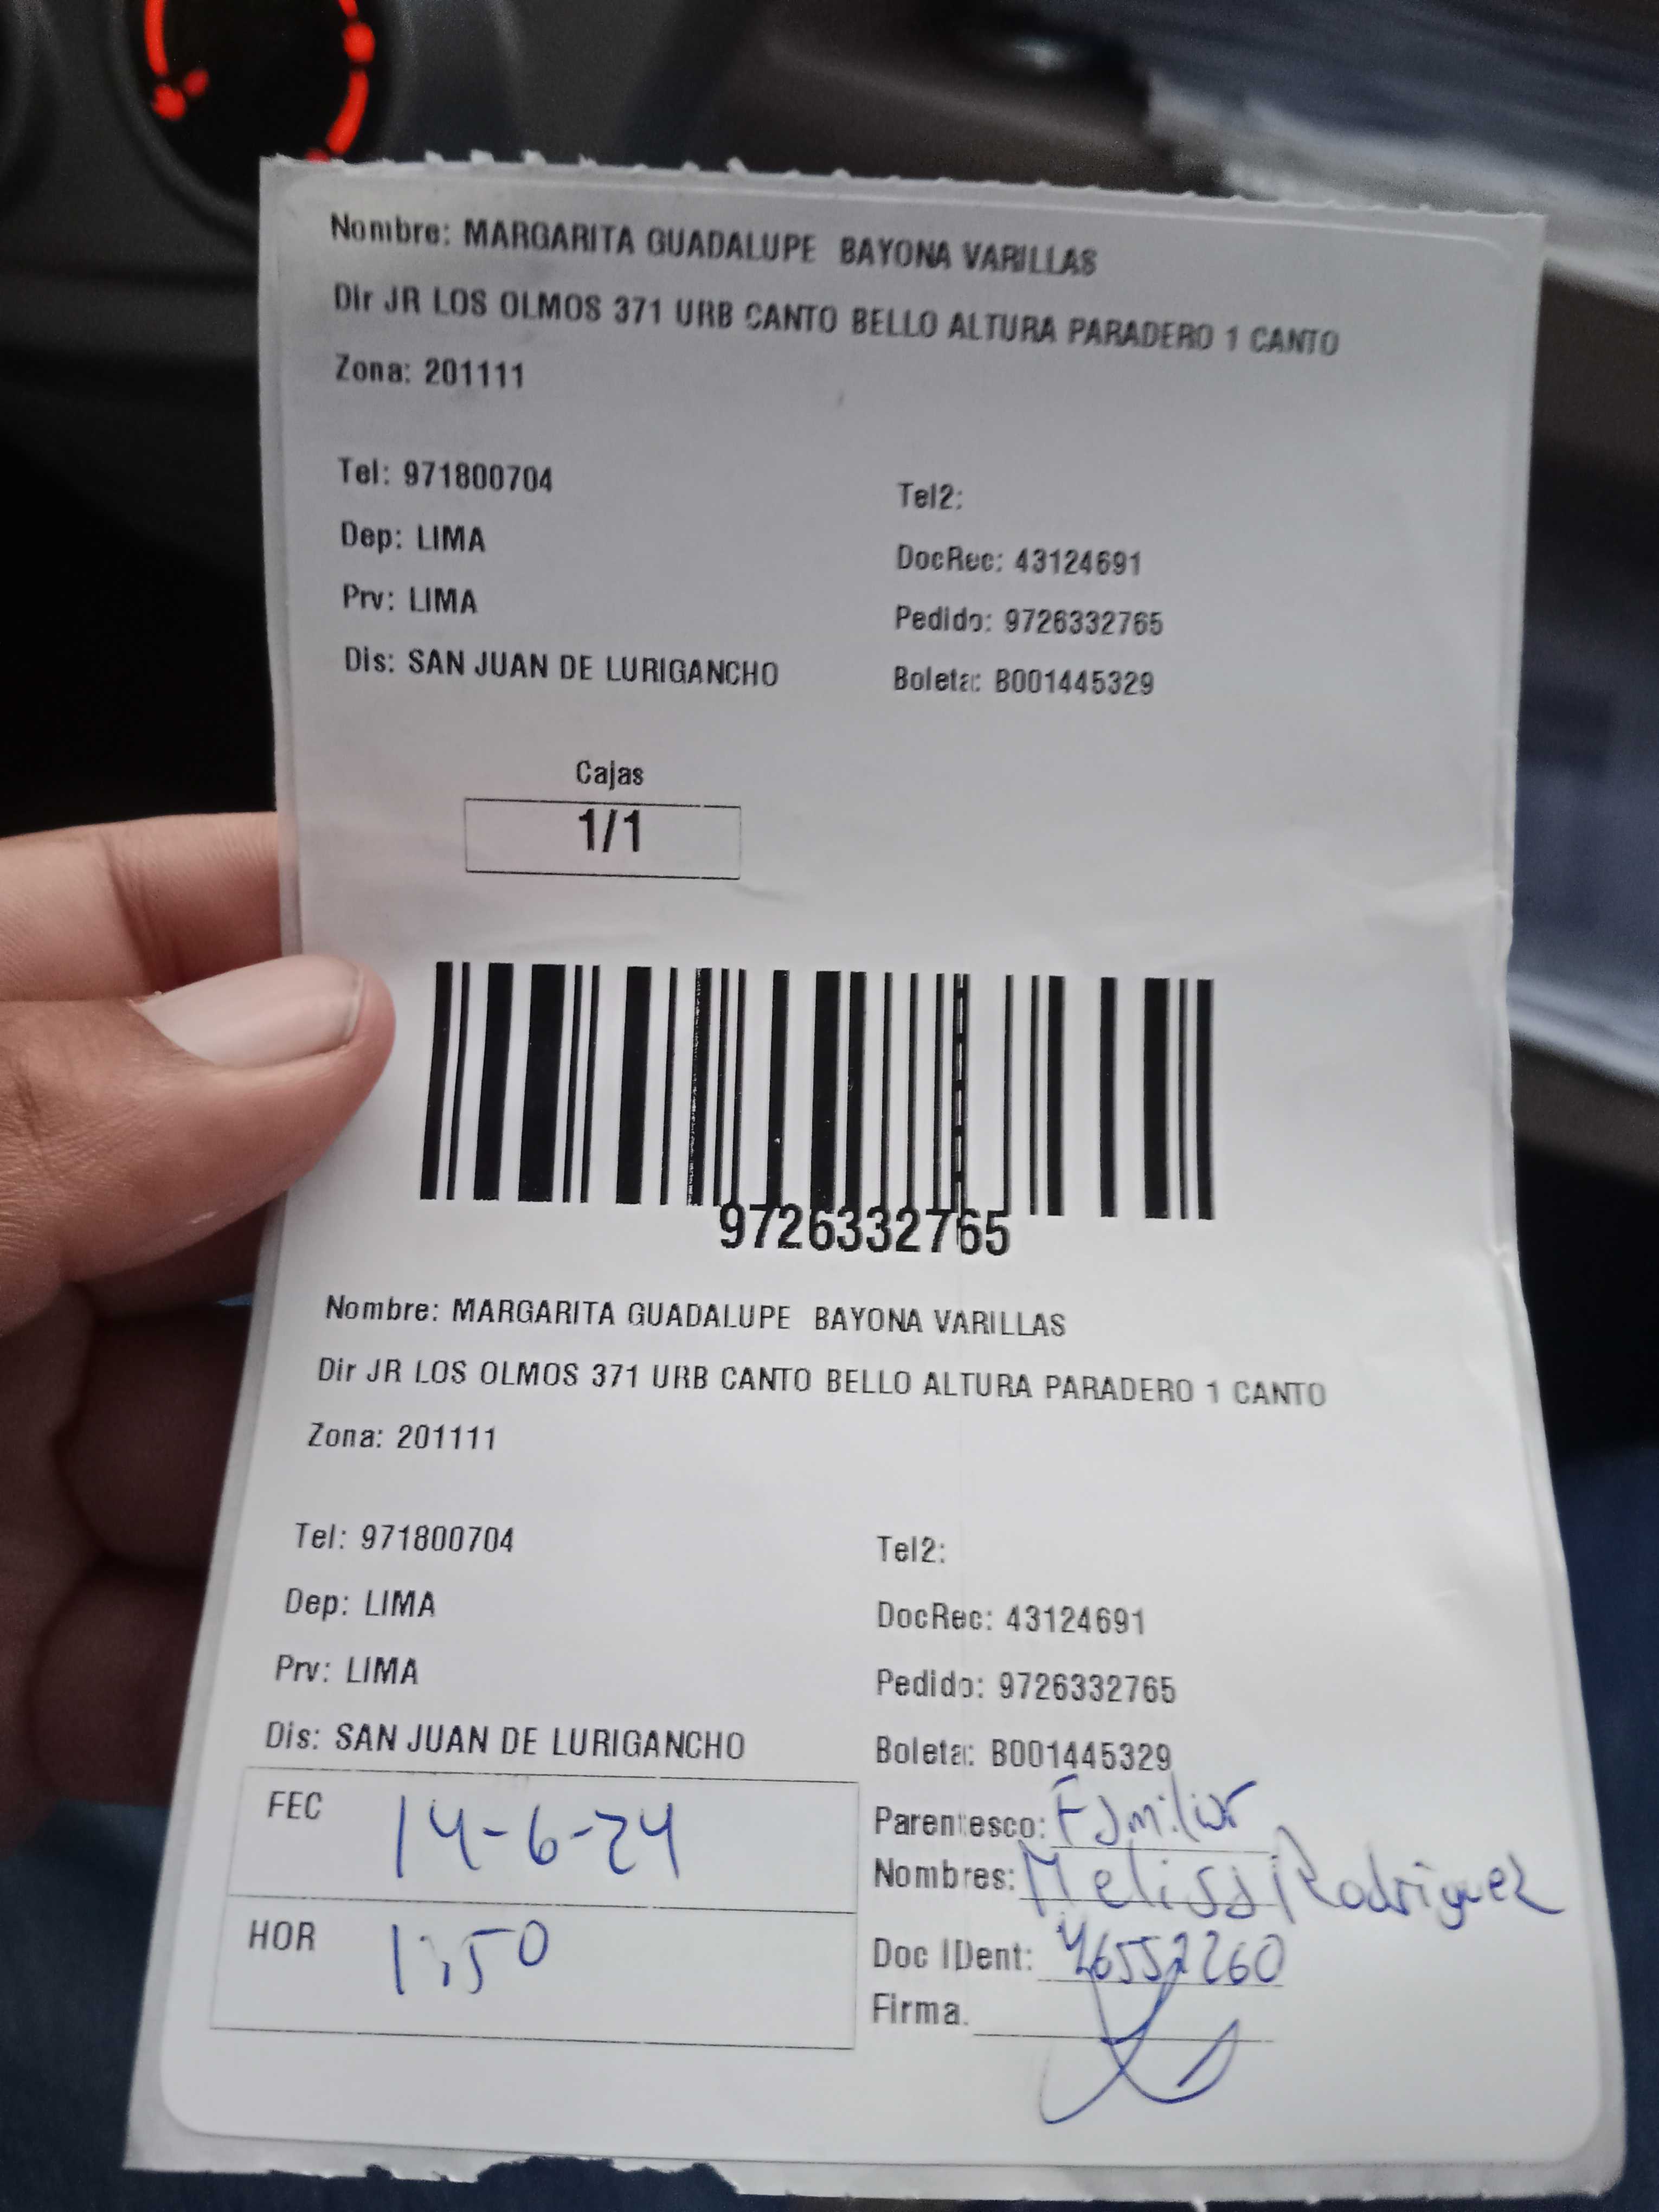 Nombre: MARGARITA GUADALUPE BAYONA VARILLAS
Dir JR LOS OLMOS 371 URB CANTO BELLO ALTURA PARADERO 1 CANTO
Zona: 201111
Tel: 971800704
Tel2:
Dep: LIMA
DocRec: 43124691
Prv: LIMA
Pedido: 9726332765
Dis: SAN JUAN DE LURIGANCHO
Boleta: B001445329
Cajas
1/1
9726332765
Nombre: MARGARITA GUADALUPE BAYONA VARILLAS
Dir JR LOS OLMOS 371 URB CANTO BELLO ALTURA PARADERO 1 CANTO
Zona: 201111
Tel: 971800704
Tel2:
Dep: LIMA
DocRec: 43124691
Prv: LIMA
Pedido: 9726332765
Dis: SAN JUAN DE LURIGANCHO
Boleta: B001445329
FEC 14-6-24
Parentesco: Familiar
Nombres: Melissa Rodriguez
HOR 1:50
Doc IDent: 46552260
Firma.